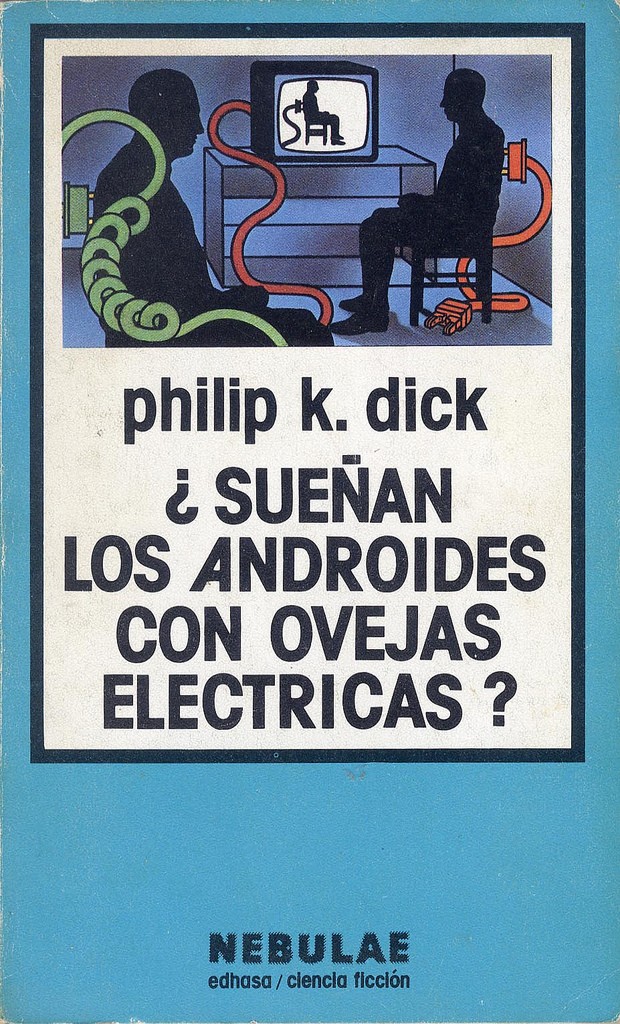 philip k. dick
¿SUEÑAN
LOS ANDROIDES
CON OVEJAS
ELECTRICAS?
NEBULAE
edhasa / ciencia ficción